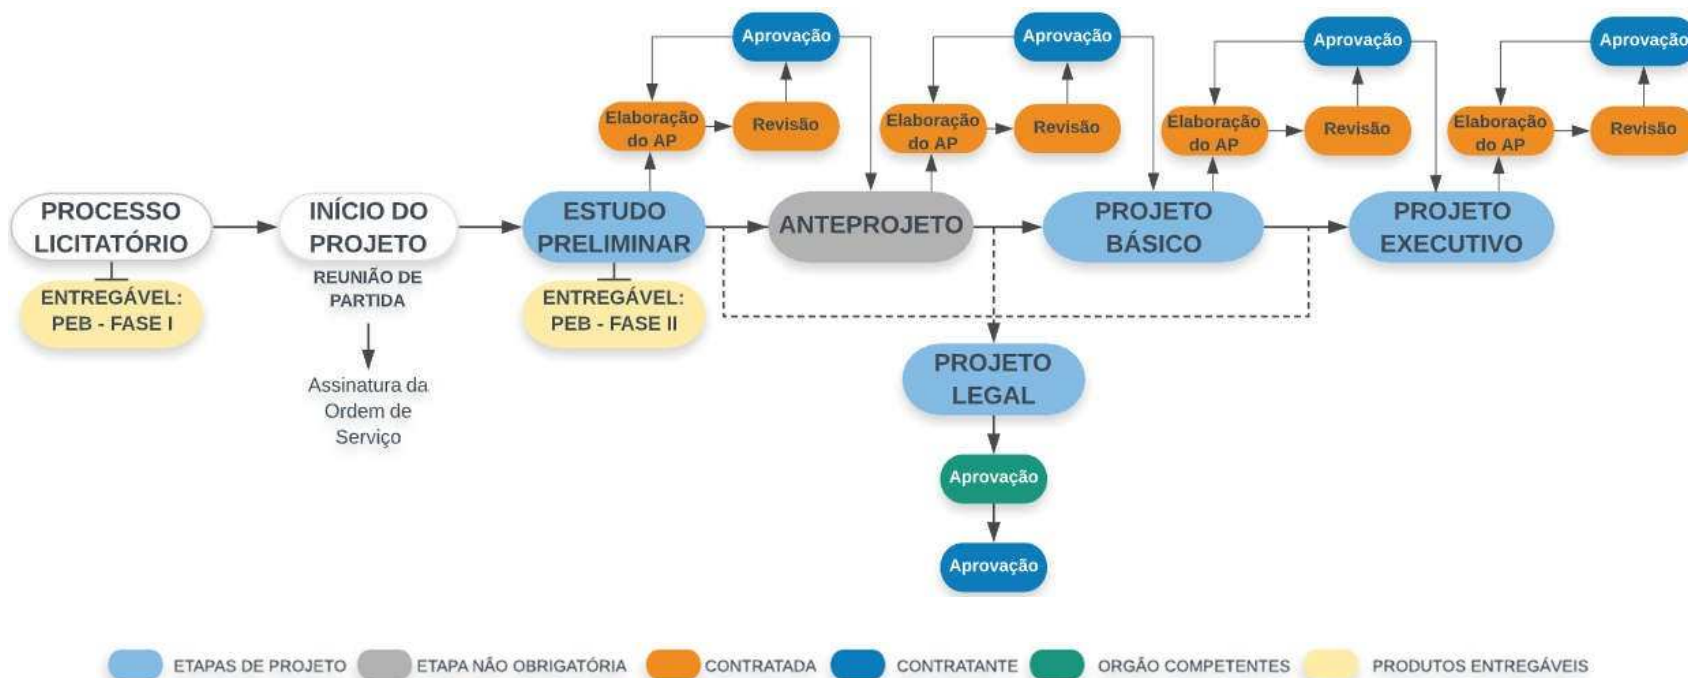 Aprovação
Aprovação
Aprovação
Aprovação
Elaboração
do AP
Revisão
Elaboração
do AP
Revisão
Elaboração
do AP
Revisão
Elaboração
do AP
Revisão
PROCESSO
LICITATÓRIO
INÍCIO DO
PROJETO
ESTUDO
PRELIMINAR
ANTEPROJETO
PROJETO
BÁSICO
PROJETO
EXECUTIVO
ENTREGÁVEL:
PEB - FASE I
REUNIÃO DE
PARTIDA
ENTREGÁVEL:
PEB - FASE II
Assinatura da
Ordem de
Serviço
PROJETO
LEGAL
Aprovação
Aprovação
ETAPAS DE PROJETO
ETAPA NÃO OBRIGATÓRIA
CONTRATADA
CONTRATANTE
ORGÃO COMPETENTES
PRODUTOS ENTREGÁVEIS